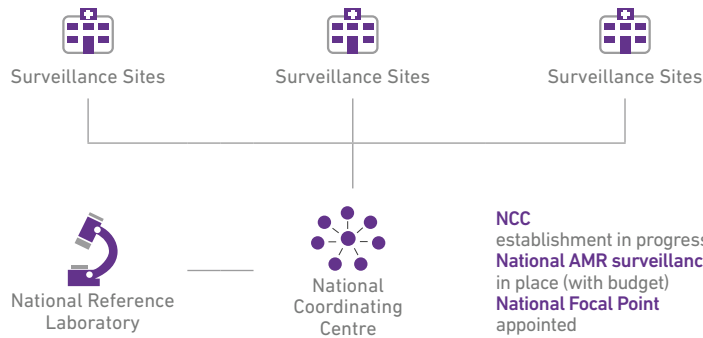 Surveillance Sites
Surveillance Sites
Surveillance Sites
National Reference
Laboratory
National
Coordinating
Centre
NCC
establishment in progress
National AMR surveillanc
in place (with budget)
National Focal Point
appointed